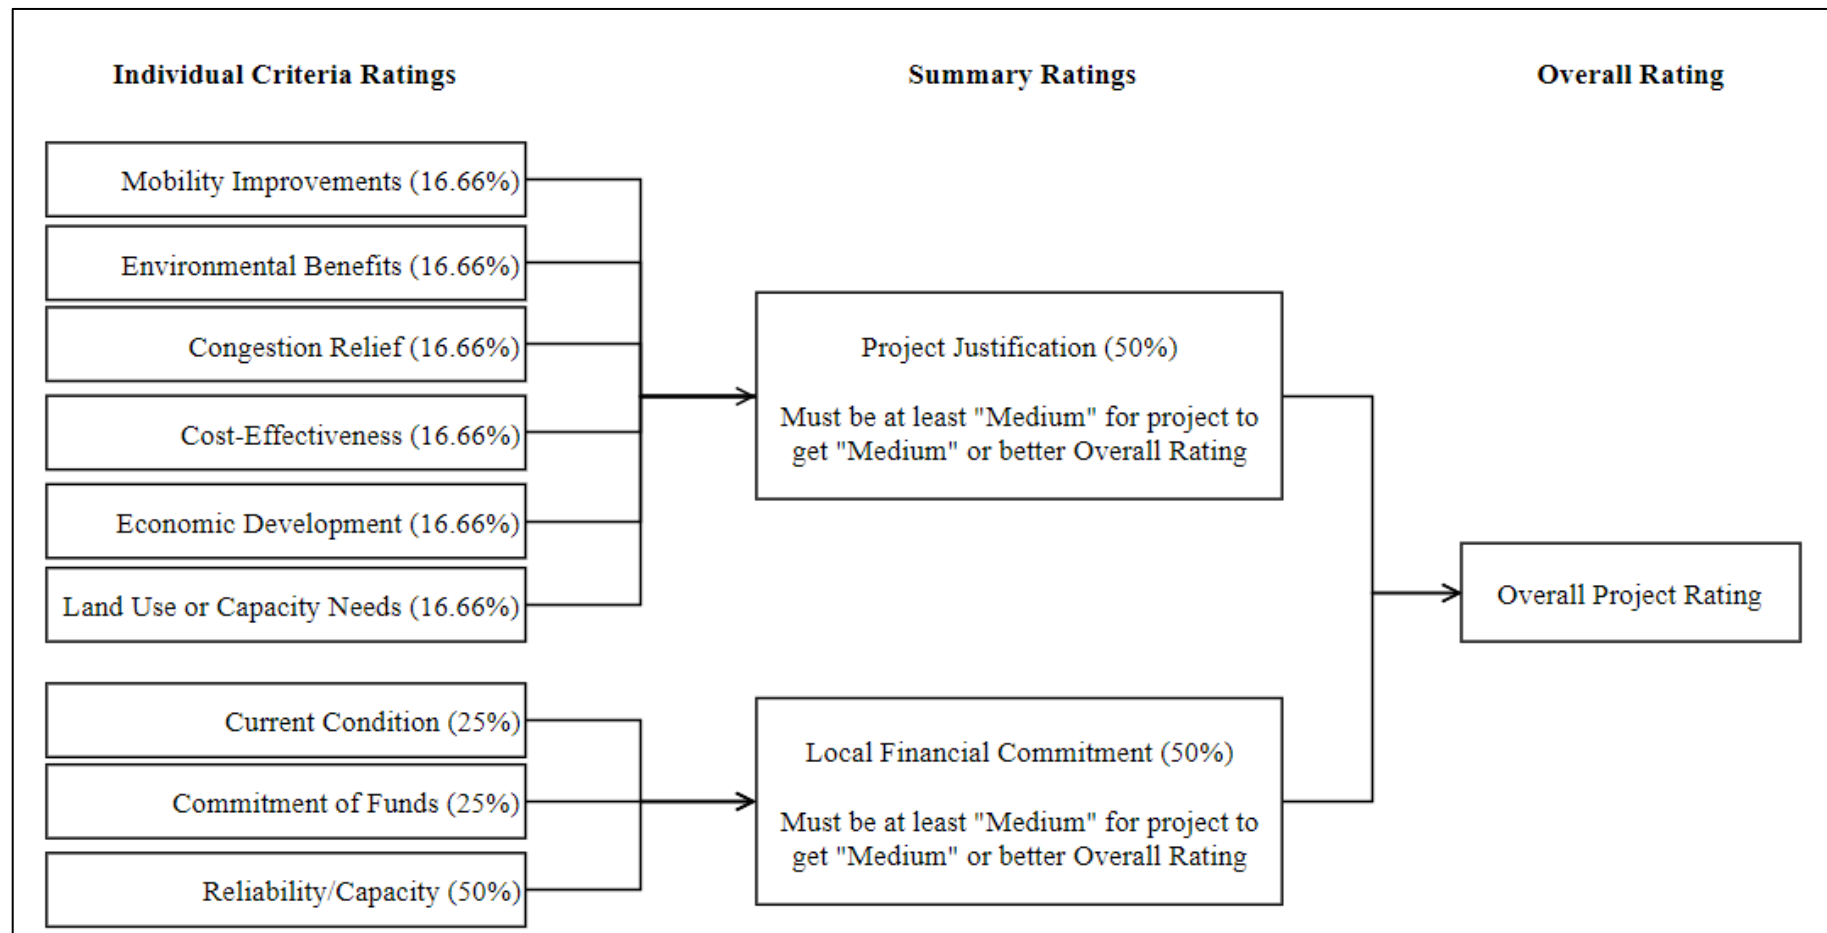 Individual Criteria Ratings
Summary Ratings
Overall Rating
Mobility Improvements (16.66%)
Environmental Benefits (16.66%)
Congestion Relief (16.66%)
Cost-Effectiveness (16.66%)
Economic Development (16.66%)
Land Use or Capacity Needs (16.66%)
Current Condition (25%)
Commitment of Funds (25%)
Reliability/Capacity (50%)
Project Justification (50%)
Must be at least "Medium" for project to
get "Medium" or better Overall Rating
Local Financial Commitment (50%)
Must be at least "Medium" for project to
get "Medium" or better Overall Rating
Overall Project Rating